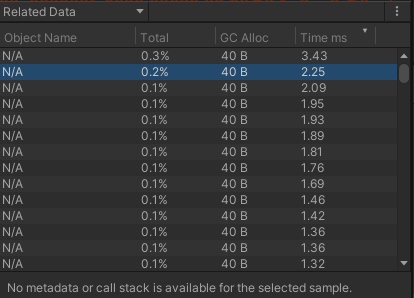 Related Data
Object Name Total GC Alloc Time ms
N/A 0.3% 40 B 3.43
N/A 0.2% 40 B 2.25
N/A 0.1% 40 B 2.09
N/A 0.1% 40 B 1.95
N/A 0.1% 40 B 1.93
N/A 0.1% 40 B 1.89
N/A 0.1% 40 B 1.81
N/A 0.1% 40 B 1.76
N/A 0.1% 40 B 1.69
N/A 0.1% 40 B 1.46
N/A 0.1% 40 B 1.42
N/A 0.1% 40 B 1.36
N/A 0.1% 40 B 1.36
N/A 0.1% 40 B 1.32
No metadata or call stack is available for the selected sample.